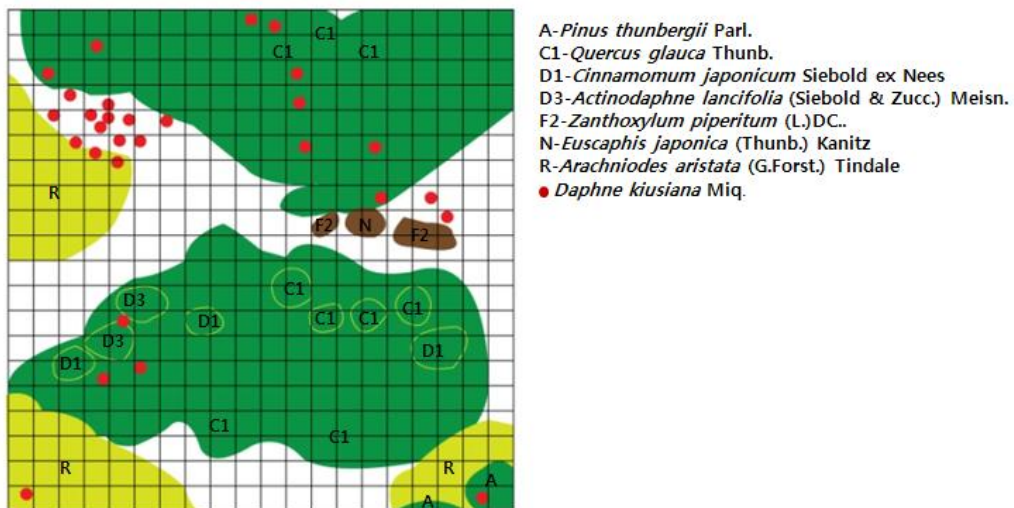 C1
C1
C1
R
F2
N
F2
D3
C1
D1
C1
C1
C1
D3
D1
D1
C1
C1
R
R
A
A
A-Pinus thunbergii Parl.
C1-Quercus glauca Thunb.
D1-Cinnamomum japonicum Siebold ex Nees
D3-Actinodaphne lancifolia (Siebold & Zucc.) Meisn.
F2-Zanthoxylum piperitum (L.)DC..
N-Euscaphis japonica (Thunb.) Kanitz
R-Arachniodes aristata (G.Forst.) Tindale
Daphne kiusiana Miq.